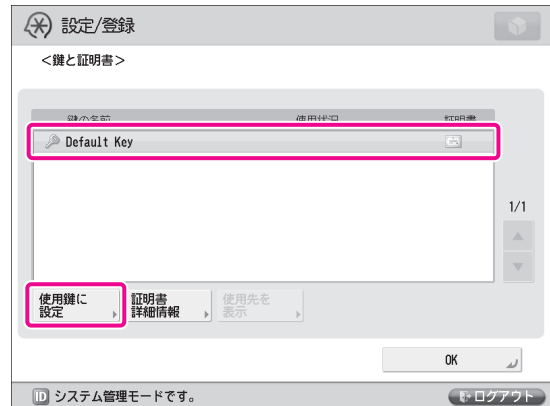 設定/登録
<鍵と証明書>
鍵の名前 使用状況 証明書
Default Key
1/1
使用鍵に
設定
証明書
詳細情報
使用先を
表示
OK
ID システム管理モードです。
ログアウト